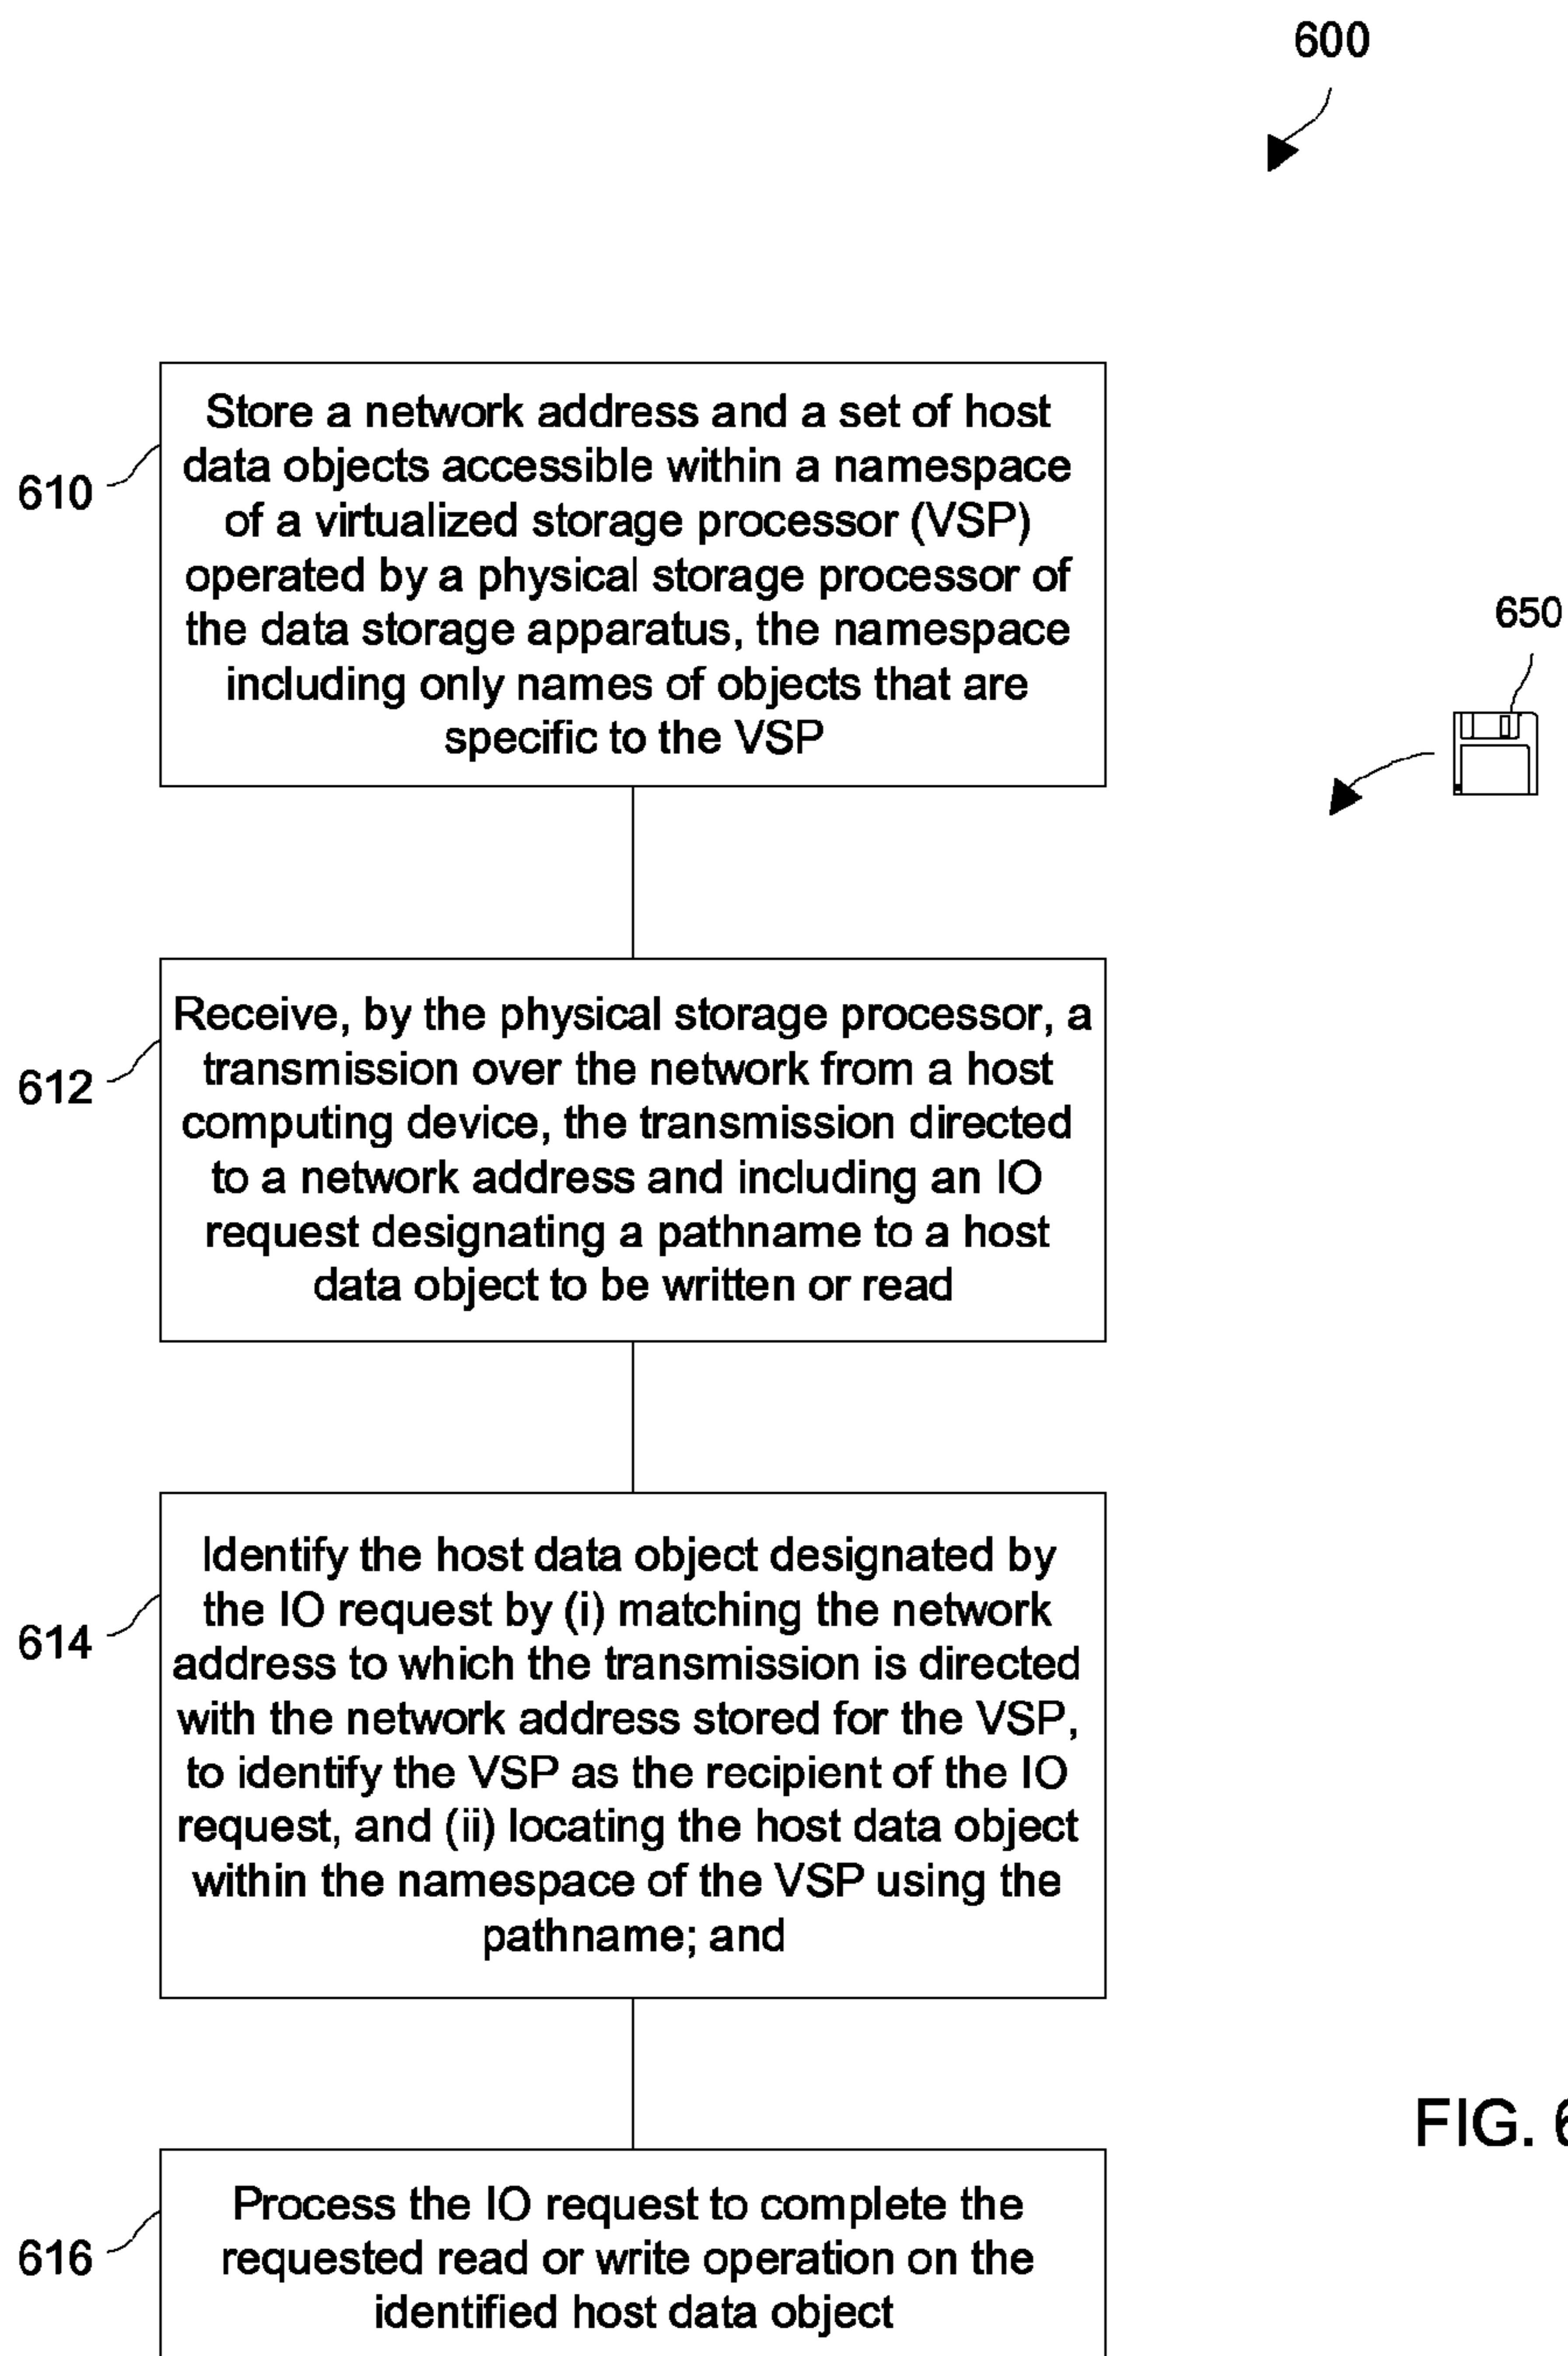 600
610
Store a network address and a set of host
data objects accessible within a namespace
of a virtualized storage processor (VSP)
operated by a physical storage processor of
the data storage apparatus, the namespace
including only names of objects that are
specific to the VSP
650
612
Receive, by the physical storage processor, a
transmission over the network from a host
computing device, the transmission directed
to a network address and including an IO
request designating a pathname to a host
data object to be written or read
614
Identify the host data object designated by
the IO request by (i) matching the network
address to which the transmission is directed
with the network address stored for the VSP,
to identify the VSP as the recipient of the IO
request, and (ii) locating the host data object
within the namespace of the VSP using the
pathname; and
FIG. 6
616
Process the IO request to complete the
requested read or write operation on the
identified host data object